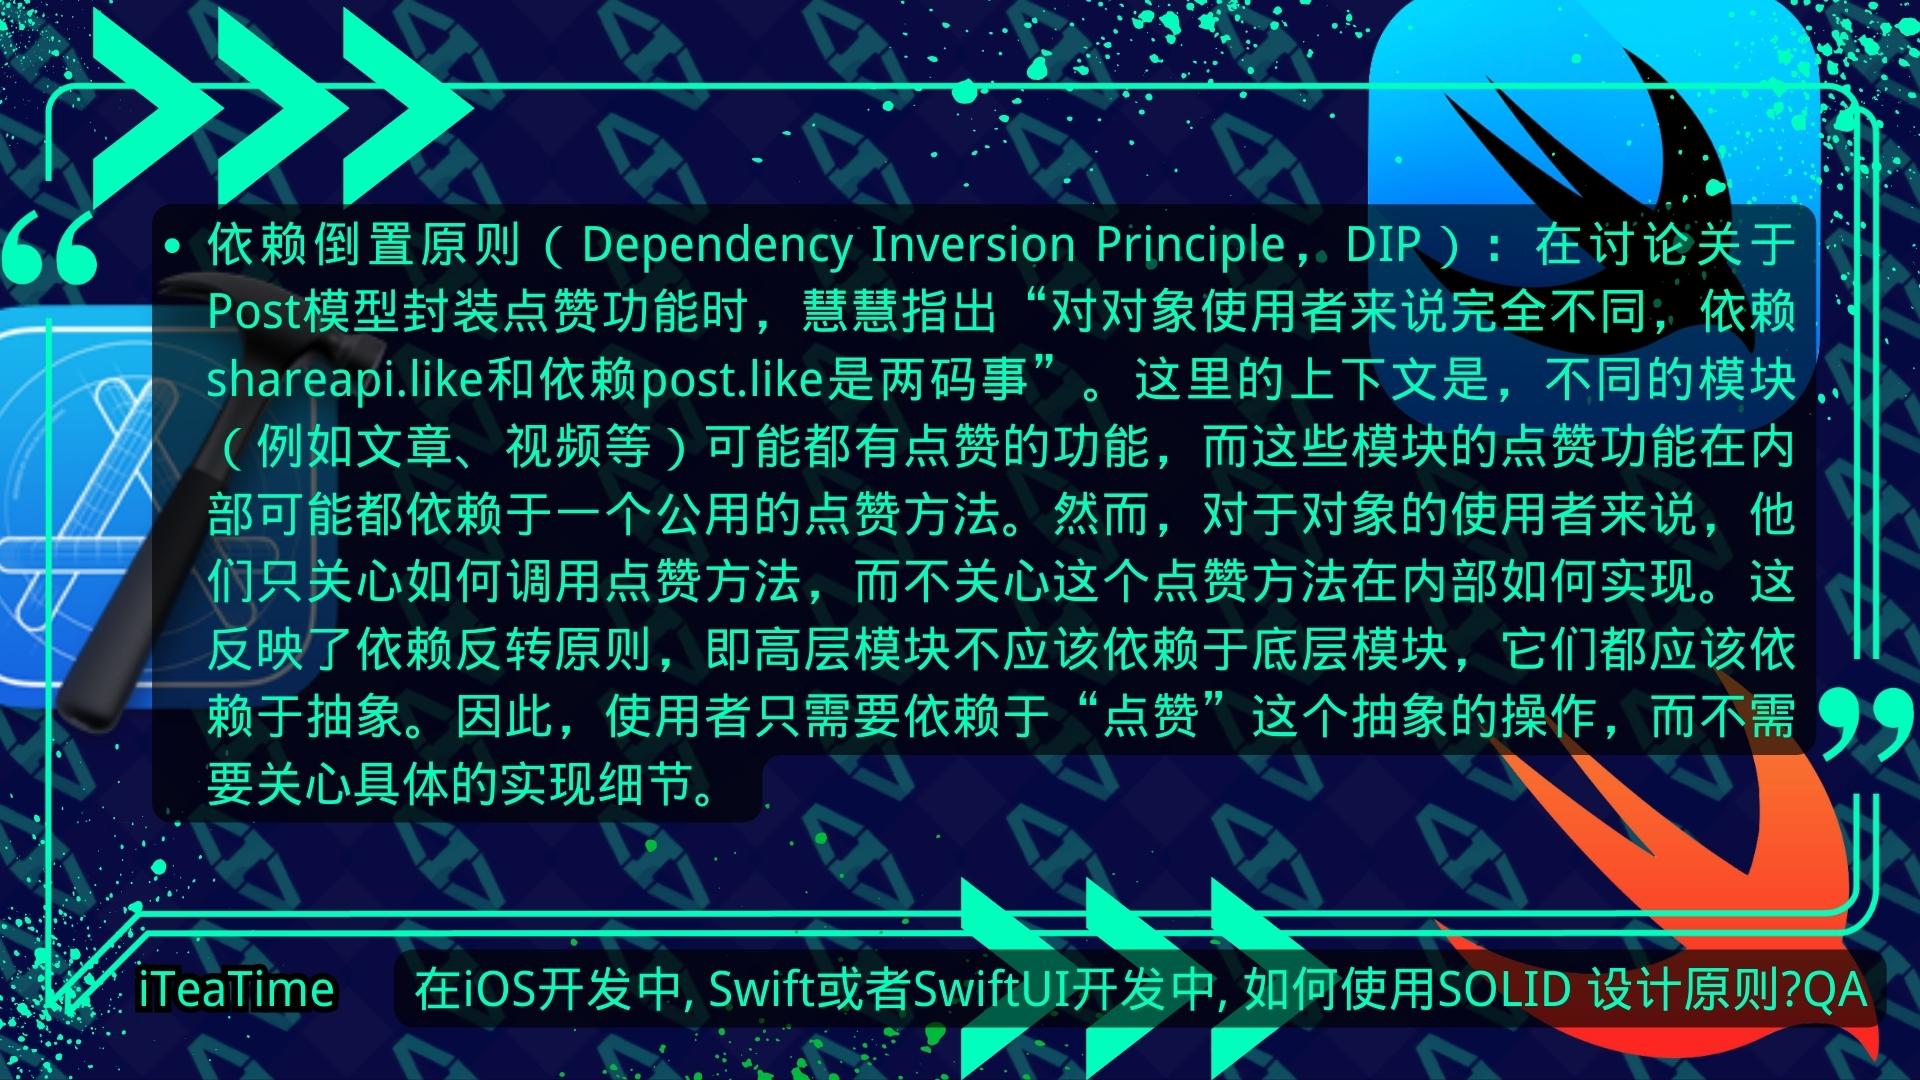 • 依赖倒置原则（Dependency Inversion Principle，DIP）：在讨论关于
Post模型封装点赞功能时，慧慧指出“对对象使用者来说完全不同，依赖
shareapi.like和依赖post.like是两码事”。这里的上下文是，不同的模块
（例如文章、视频等）可能都有点赞的功能，而这些模块的点赞功能在内
部可能都依赖于一个公用的点赞方法。然而，对于对象的使用者来说，他
们只关心如何调用点赞方法，而不关心这个点赞方法在内部如何实现。这
反映了依赖反转原则，即高层模块不应该依赖于底层模块，它们都应该依
赖于抽象。因此，使用者只需要依赖于“点赞”这个抽象的操作，而不需
要关心具体的实现细节。
iTeaTime
在iOS开发中, Swift或者SwiftUI开发中, 如何使用SOLID 设计原则?QA